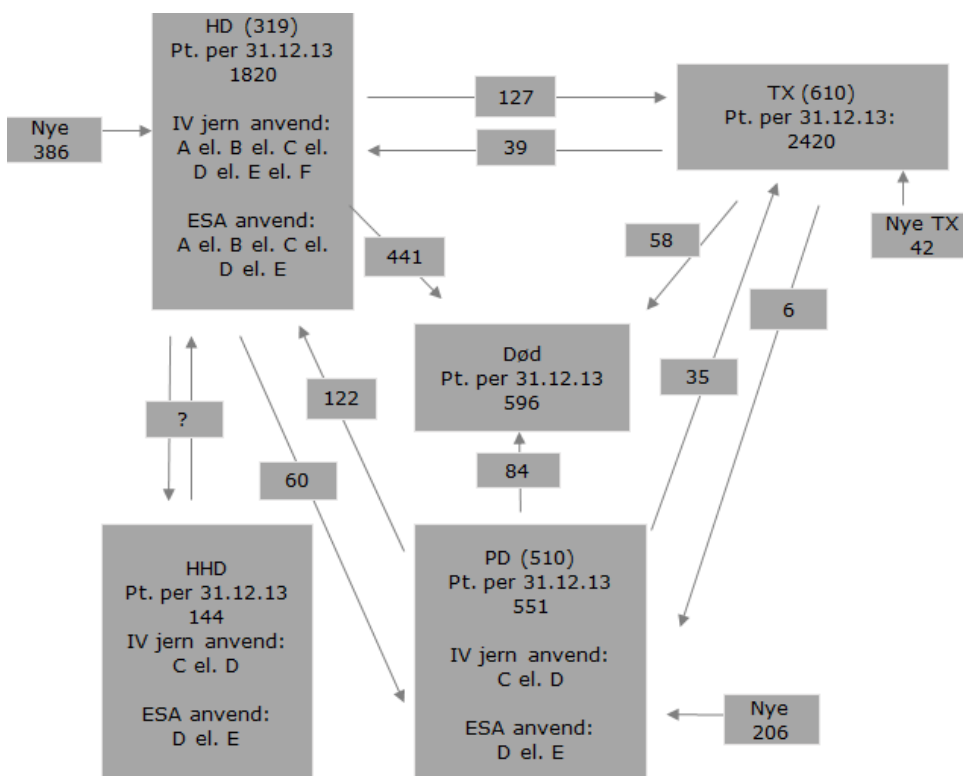 HD (319)
Pt. per 31.12.13
1820
IV jern anvend:
A el. B el. C el.
D el. E el. F
ESA anvend:
A el. B el. C el.
D el. E
Nye
386
127
39
TX (610)
Pt. per 31.12.13:
2420
Nye TX
42
441
58
6
Død
Pt. per 31.12.13
596
35
122
?
60
84
HHD
Pt. per 31.12.13
144
IV jern anvend:
C el. D
ESA anvend:
D el. E
PD (510)
Pt. per 31.12.13
551
IV jern anvend:
C el. D
ESA anvend:
D el. E
Nye
206